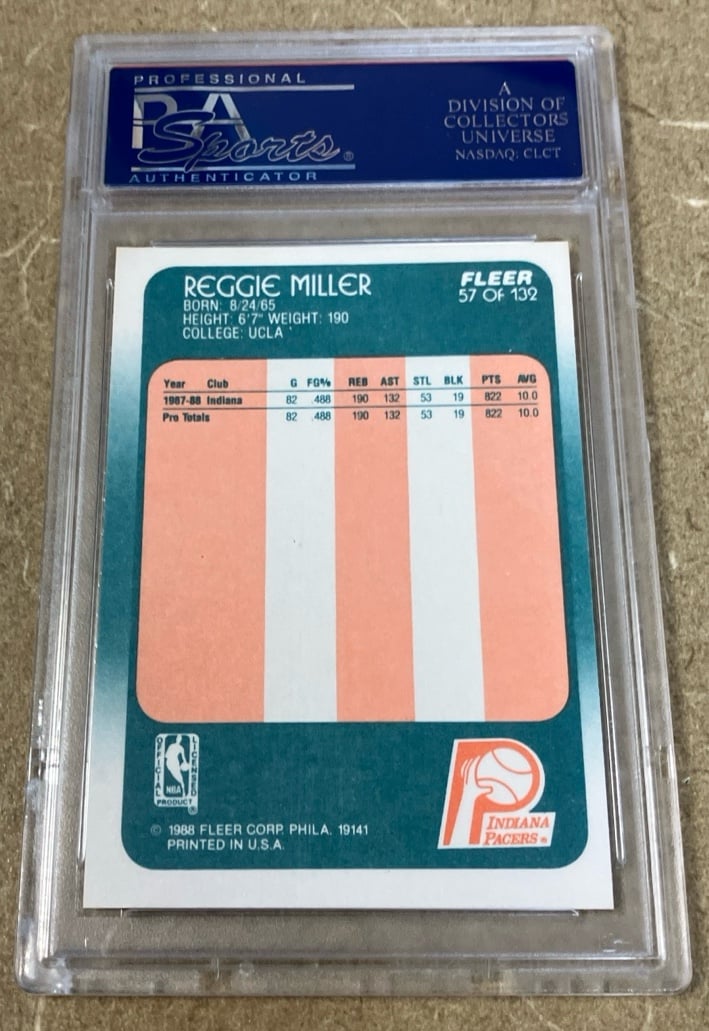 PROFESSIONAL
PSA
Sports®
AUTHENTICATOR
A
DIVISION OF
COLLECTORS
UNIVERSE
NASDAQ: CLCT
REGGIE MILLER
BORN: 8/24/65
HEIGHT: 6'7" WEIGHT: 190
COLLEGE: UCLA
FLEER
57 OF 132
Year Club G FG% REB AST STL BLK PTS AVG
1987-88 Indiana 82 .488 190 132 53 19 822 10.0
Pro Totals 82 .488 190 132 53 19 822 10.0
OFFICIAL
LICENSED
NBA
PRODUCT ®
© 1988 FLEER CORP. PHILA. 19141
PRINTED IN U.S.A.
INDIANA
PACERS®